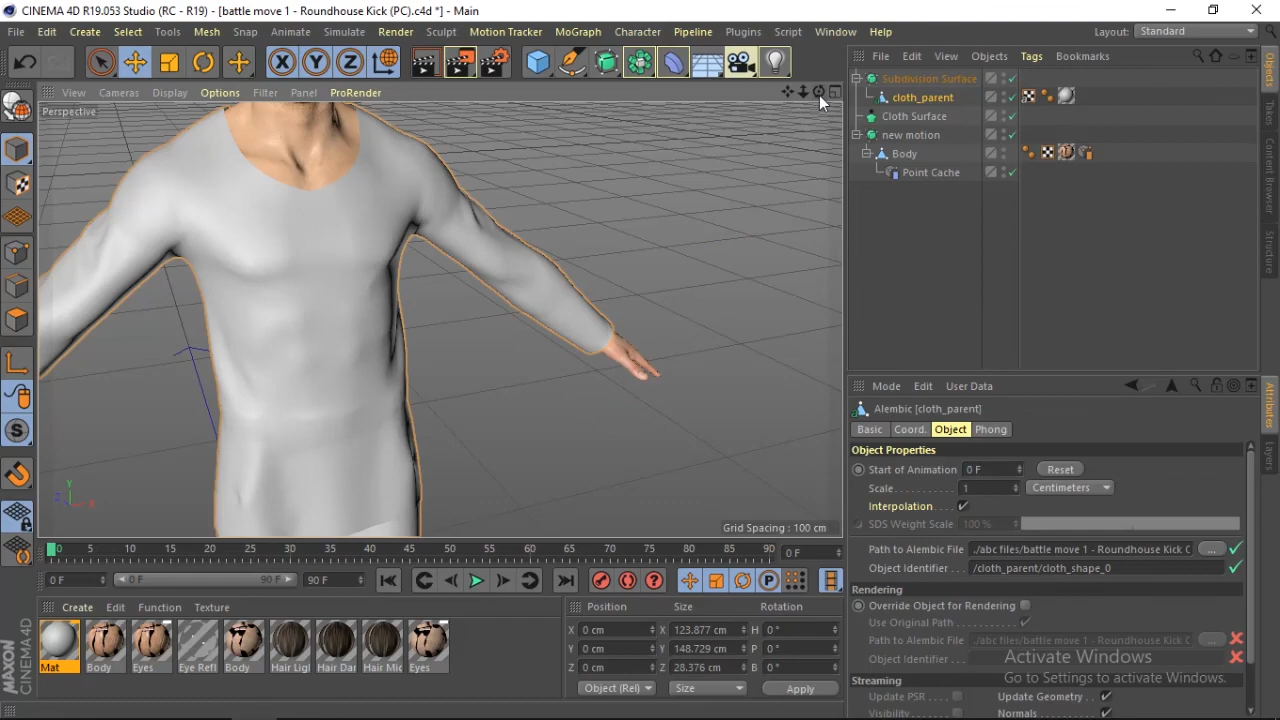 CINEMA 4D R19.053 Studio (RC - R19) - [battle move 1 - Roundhouse Kick (PC).c4d *] - Main
File Edit Create Select Tools Mesh Snap Animate Simulate Render Sculpt Motion Tracker MoGraph Character Pipeline Plugins Script Window Help Layout: Standard
File Edit View Objects Tags Bookmarks
View Cameras Display Options Filter Panel ProRender
Perspective
Subdivision Surface
cloth_parent
Cloth Surface
new motion
Body
Point Cache
Objects
Takes
Content Browser
Structure
Mode Edit User Data
Alembic [cloth_parent]
Basic Coord. Object Phong
Object Properties
Start of Animation 0 F Reset
Scale 1 Centimeters
Interpolation
SDS Weight Scale 100 %
Path to Alembic File ./abc files/battle move 1 - Roundhouse Kick C ...
Object Identifier /cloth_parent/cloth_shape_0
Rendering
Override Object for Rendering
Use Original Path
Path to Alembic File ./abc files/battle move 1 - Roundhouse Kick C ...
Object Identifier
Activate Windows
Go to Settings to activate Windows.
Streaming
Update PSR Update Geometry
Visibility Normals
Attributes
Layers
Y
Z
X
Grid Spacing : 100 cm
0 5 10 15 20 25 30 35 40 45 50 55 60 65 70 75 80 85 90 0 F
0 F 0 F 90 F 90 F
Create Edit Function Texture
Mat Body Eyes Eye Refl Body Hair Ligl Hair Dar Hair Mic Eyes
Position Size Rotation
X 0 cm X 123.877 cm H 0 °
Y 0 cm Y 148.729 cm P 0 °
Z 0 cm Z 28.376 cm B 0 °
Object (Rel) Size Apply
MAXON
CINEMA 4D